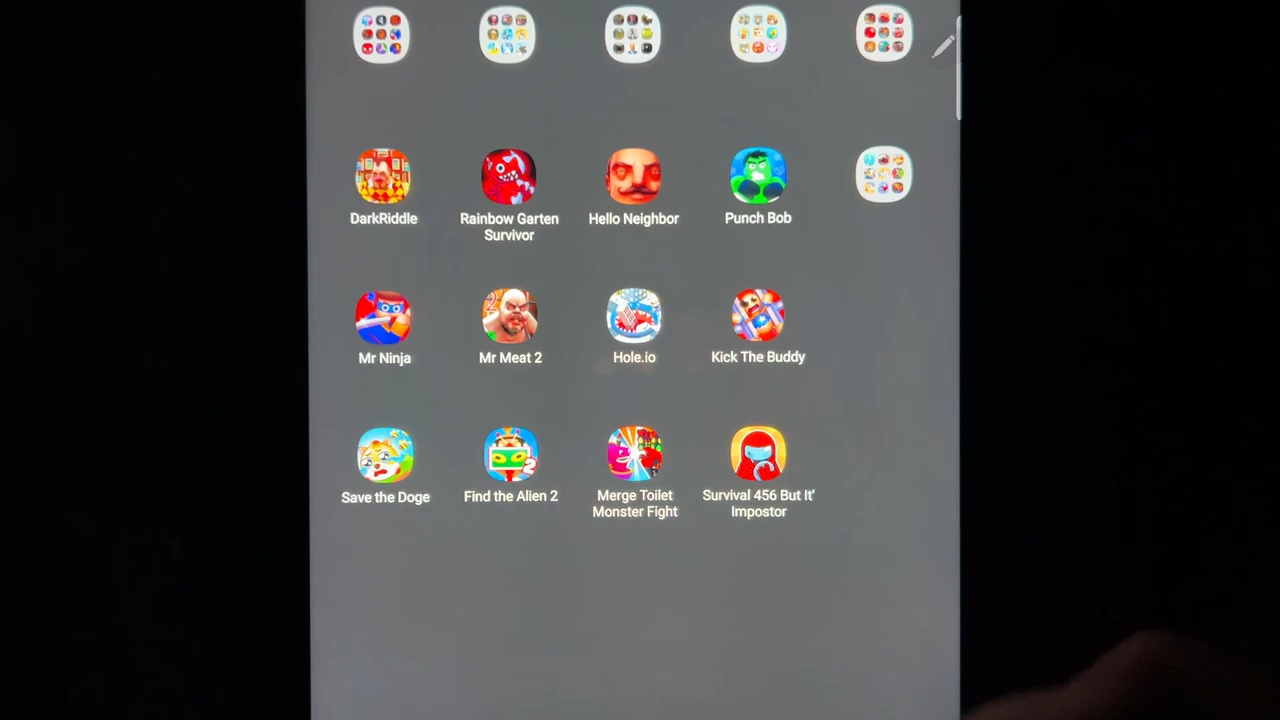 DarkRiddle
Rainbow Garten
Survivor
Hello Neighbor
Punch Bob
Mr Ninja
Mr Meat 2
Hole.io
Kick The Buddy
Save the Doge
2
Find the Alien 2
Merge Toilet
Monster Fight
Survival 456 But It'
Impostor